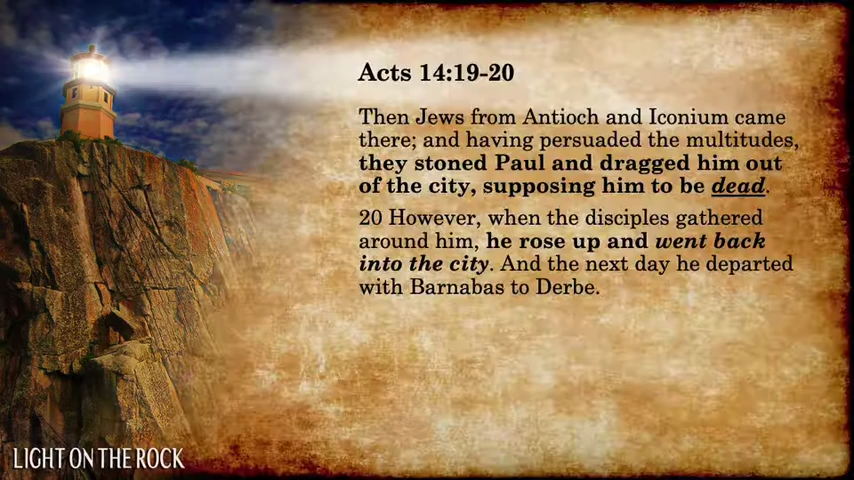 Acts 14:19-20
Then Jews from Antioch and Iconium came
there; and having persuaded the multitudes,
they stoned Paul and dragged him out
of the city, supposing him to be dead.
20 However, when the disciples gathered
around him, he rose up and went back
into the city. And the next day he departed
with Barnabas to Derbe.
LIGHT ON THE ROCK